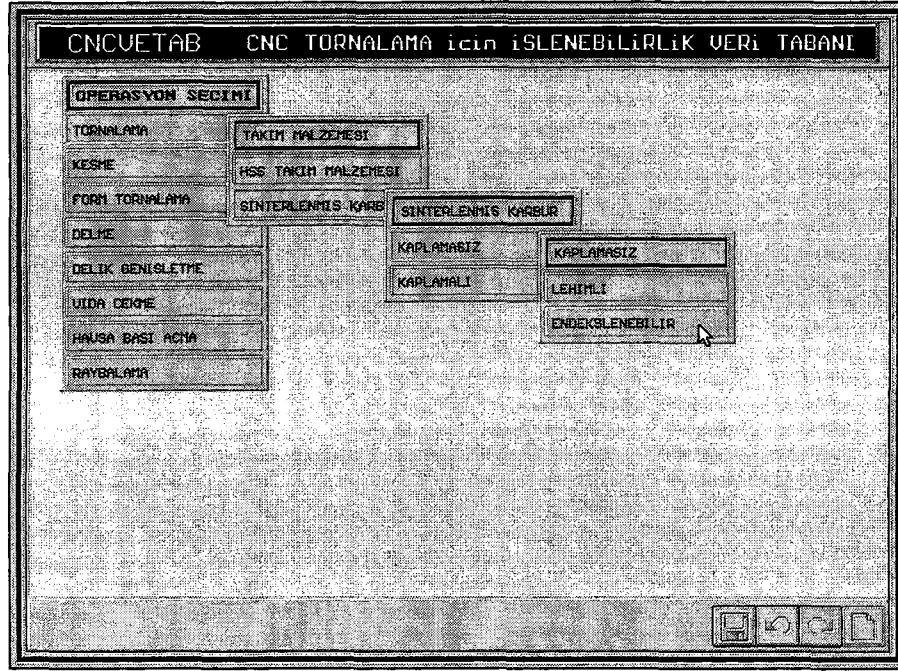 CNCVETAB CNC TORNALAMA icin iSLENEBiLiRLiK VERi TABANI
OPERASYON SECIMI
TORNALAMA
KESME
FORM TORNALAMA
DELME
DELIK GENISLETME
VIDA CEKME
HAVSA BASI ACMA
RAYBALAMA
TAKIM MALZEMESI
HSS TAKIM MALZEMESI
SINTERLENMIS KARB
SINTERLENMIS KARBUR
KAPLAMASIZ
KAPLAMALI
KAPLAMASIZ
LEHIMLI
ENDEKSLENEBILIR